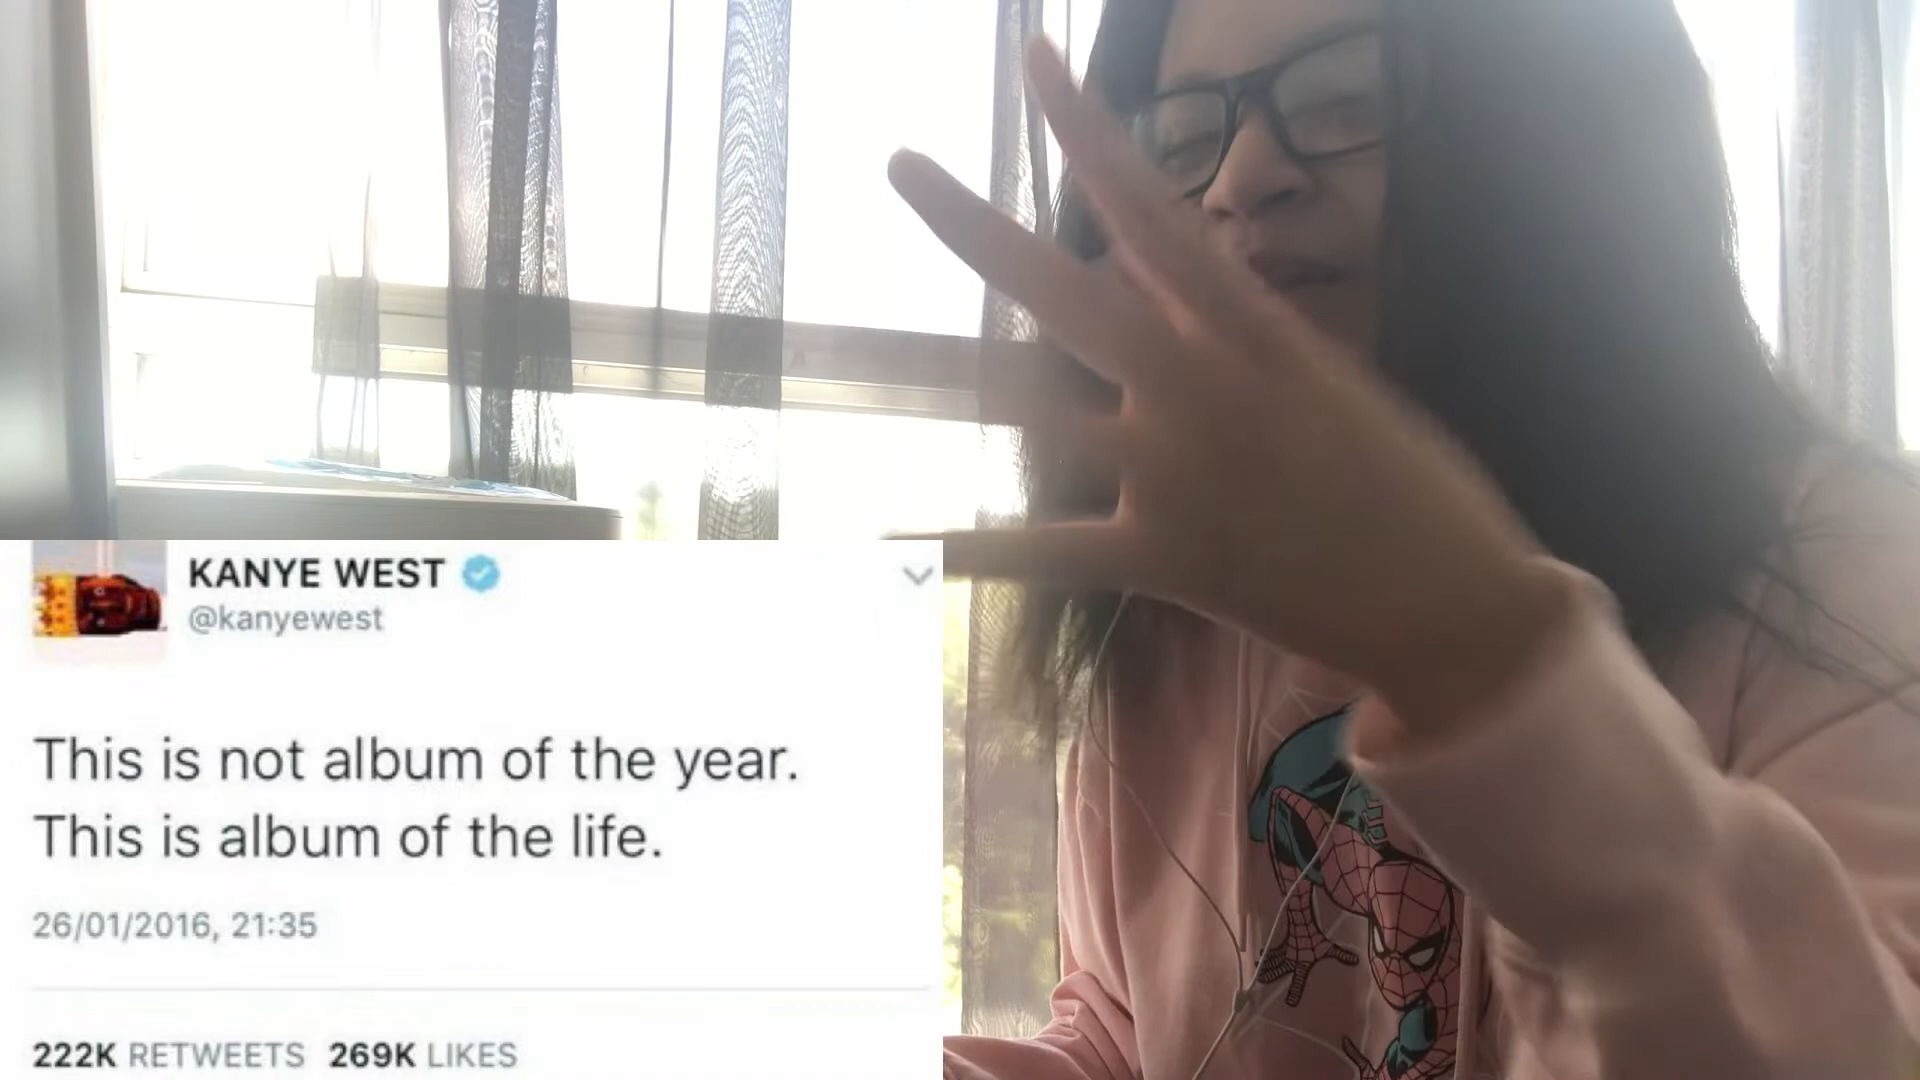 KANYE WEST
@kanyewest
This is not album of the year.
This is album of the life.
26/01/2016, 21:35
222K RETWEETS 269K LIKES